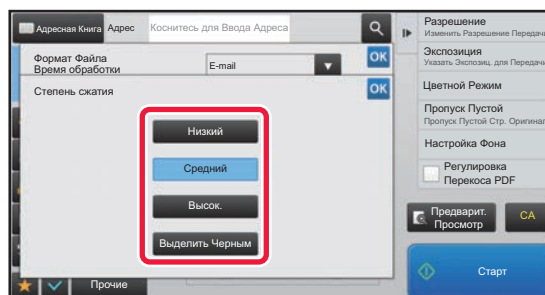 Адресная Книга
Адрес
Коснитесь для Ввода Адреса
Формат Файла
Время обработки
E-mail
OK
Степень сжатия
OK
Низкий
Средний
Высок.
Выделить Черным
Прочие
Разрешение
Изменить Разрешение Передачи
Экспозиция
Указать Экспозиц. для Передачи
Цветной Режим
Пропуск Пустой
Пропуск Пустой Стр. Оригинал
Настройка Фона
Регулировка
Перекоса PDF
Предварит.
Просмотр
CA
Старт